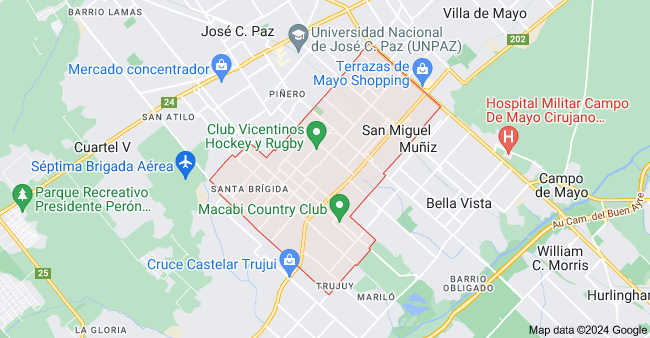 BARRIO LAMAS
Villa de Mayo
José C. Paz
Universidad Nacional
de José C. Paz (UNPAZ)
202
Mercado concentrador
Terrazas de
Mayo Shopping
PIÑERO
24
SAN ATILO
Hospital Militar Campo
De Mayo Cirujano...
Club Vicentinos
Hockey y Rugby
San Miguel
Muñiz
Cuartel V
Séptima Brigada Aérea
Campo
de Mayo
SANTA BRÍGIDA
Parque Recreativo
Presidente Perón...
Macabi Country Club
Bella Vista
Au Cam. del Buen Ayre
William
C. Morris
Cruce Castelar Trujui
25
BARRIO
OBLIGADO
TRUJUY
MARILÓ
Hurlingham
LA GLORIA
Map data ©2024 Google